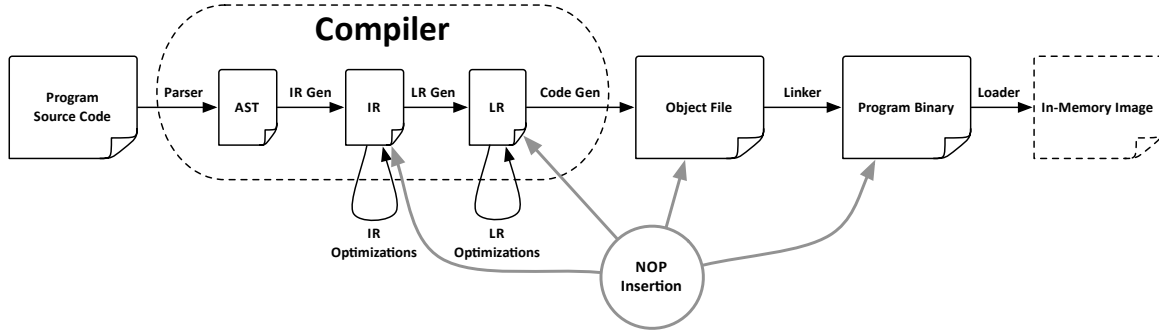 Compiler
Program
Source Code
Parser
AST
IR Gen
IR
LR Gen
LR
Code Gen
Object File
Linker
Program Binary
Loader
In-Memory Image
IR
Optimizations
LR
Optimizations
NOP
Insertion